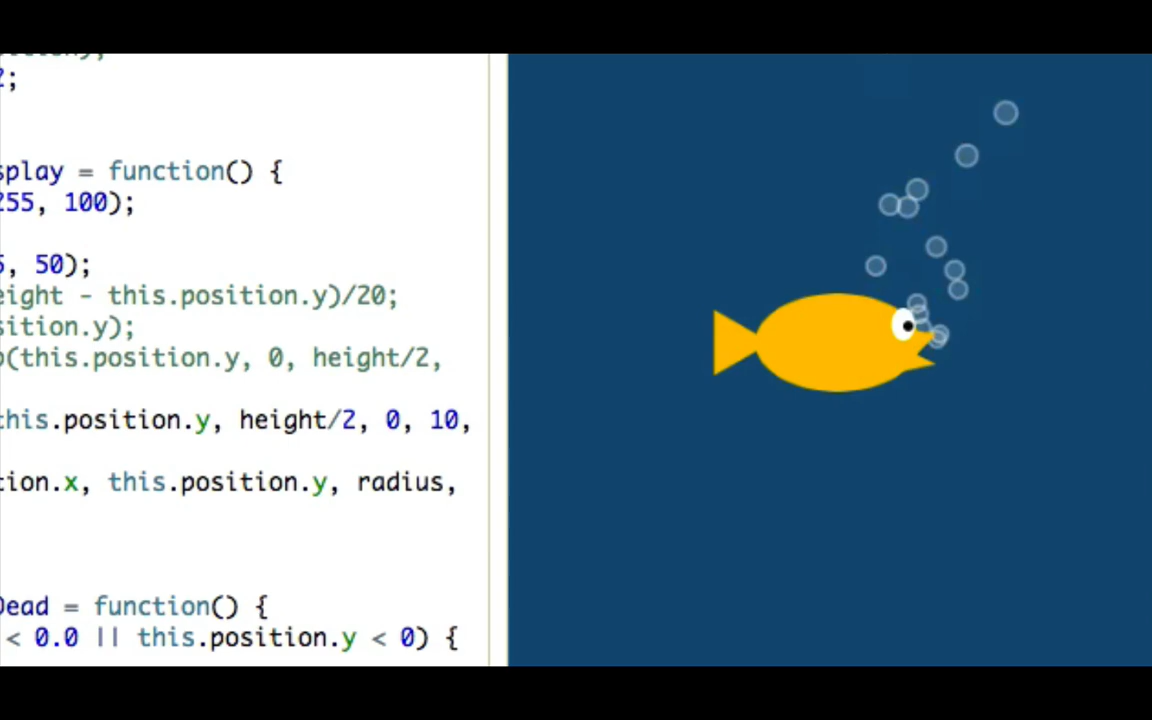 2;
splay = function() {
255, 100);
, 50);
eight - this.position.y)/20;
sition.y);
(this.position.y, 0, height/2,
this.position.y, height/2, 0, 10,
tion.x, this.position.y, radius,
Dead = function() {
< 0.0 || this.position.y < 0) {